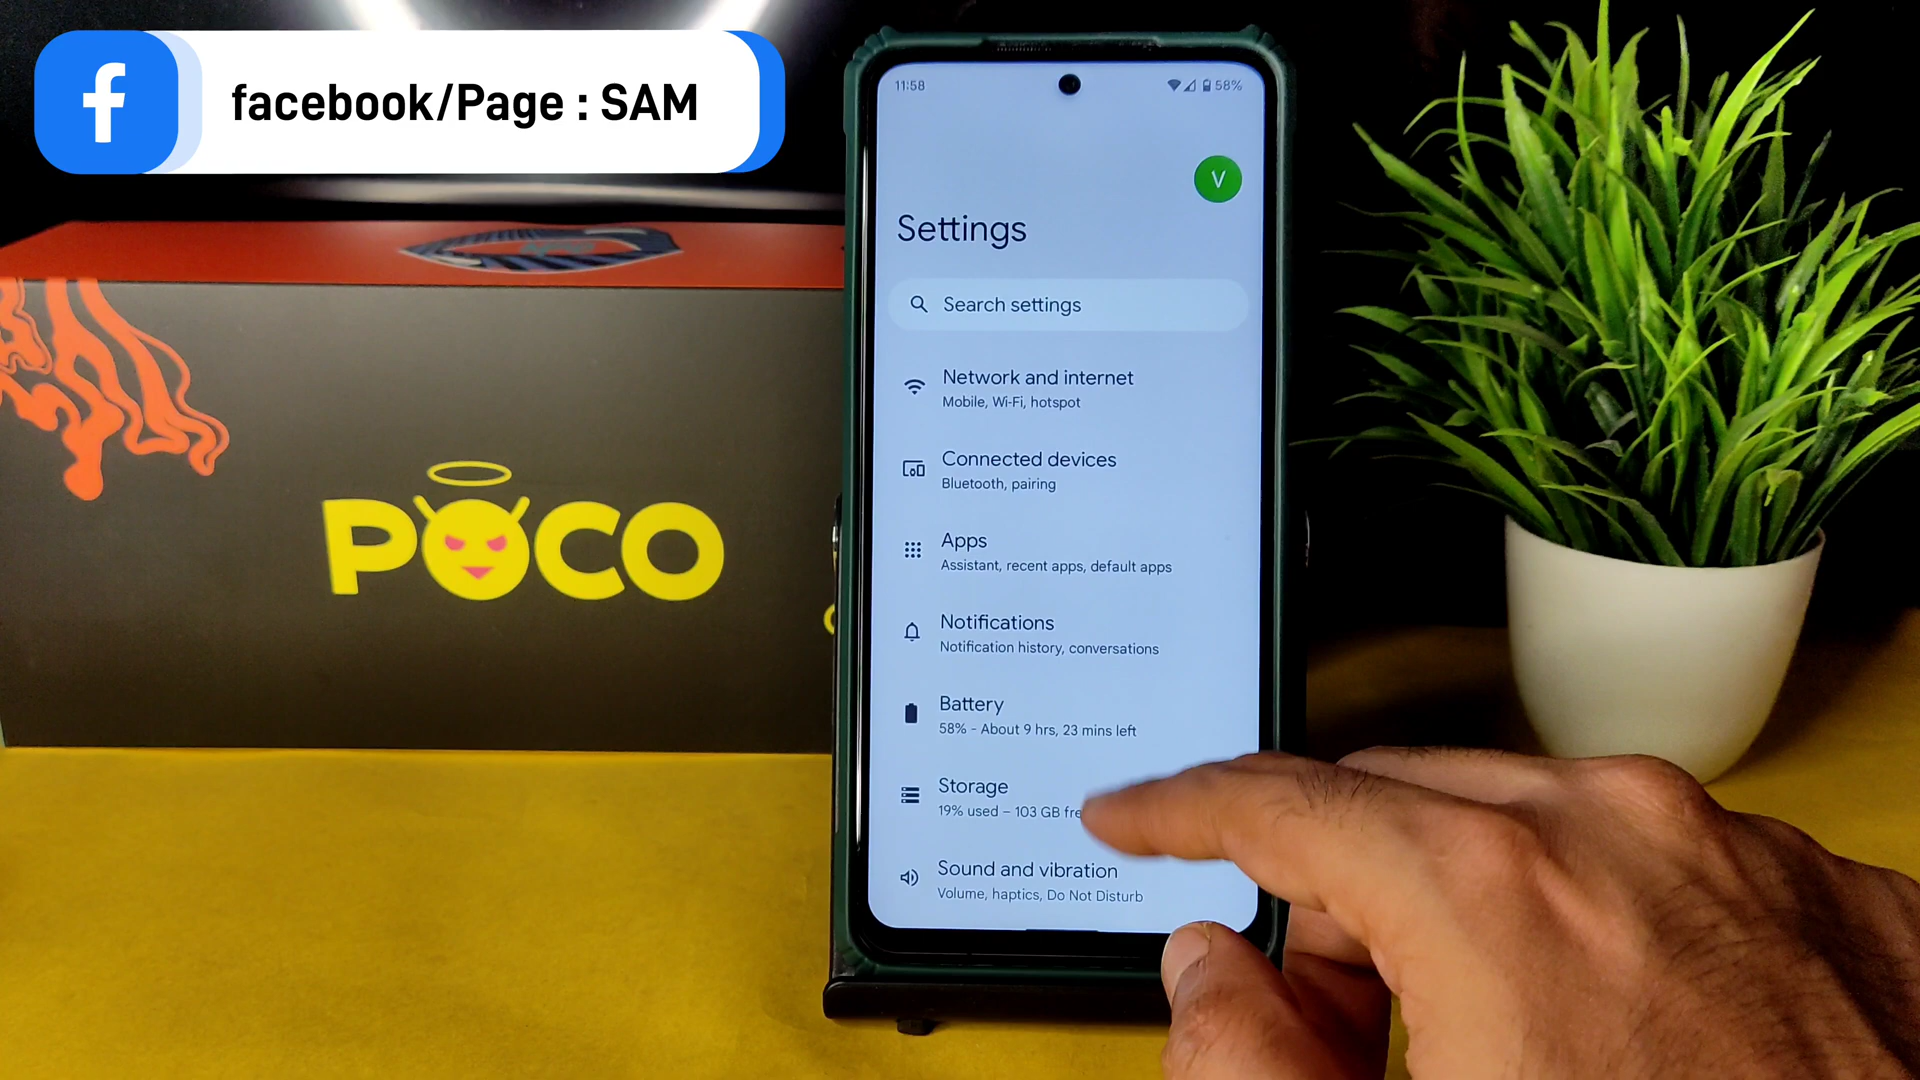 facebook/Page : SAM
POCO
11:58
58%
V
Settings
Search settings
Network and internet
Mobile, Wi-Fi, hotspot
Connected devices
Bluetooth, pairing
Apps
Assistant, recent apps, default apps
Notifications
Notification history, conversations
Battery
58% - About 9 hrs, 23 mins left
Storage
19% used – 103 GB fre
Sound and vibration
Volume, haptics, Do Not Disturb